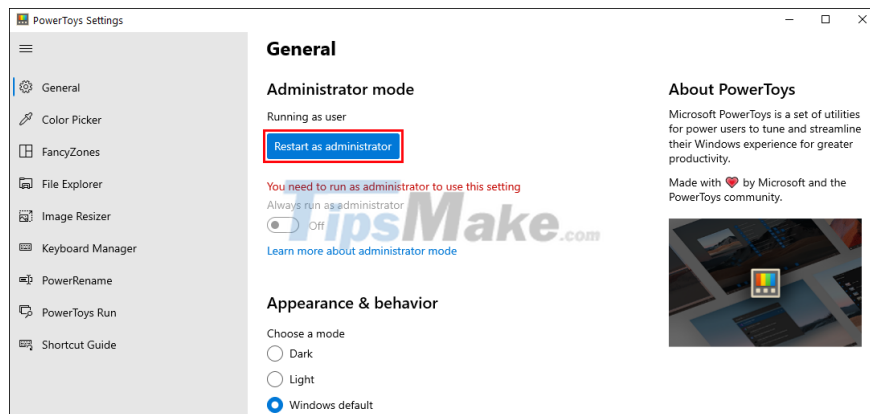 PowerToys Settings
General
Color Picker
FancyZones
File Explorer
Image Resizer
Keyboard Manager
PowerRename
PowerToys Run
Shortcut Guide
General
Administrator mode
Running as user
Restart as administrator
You need to run as administrator to use this setting
Always run as administrator
Off
Learn more about administrator mode
Appearance & behavior
Choose a mode
Dark
Light
Windows default
About PowerToys
Microsoft PowerToys is a set of utilities
for power users to tune and streamline
their Windows experience for greater
productivity.
Made with 💗 by Microsoft and the
PowerToys community.
TipsMake.com